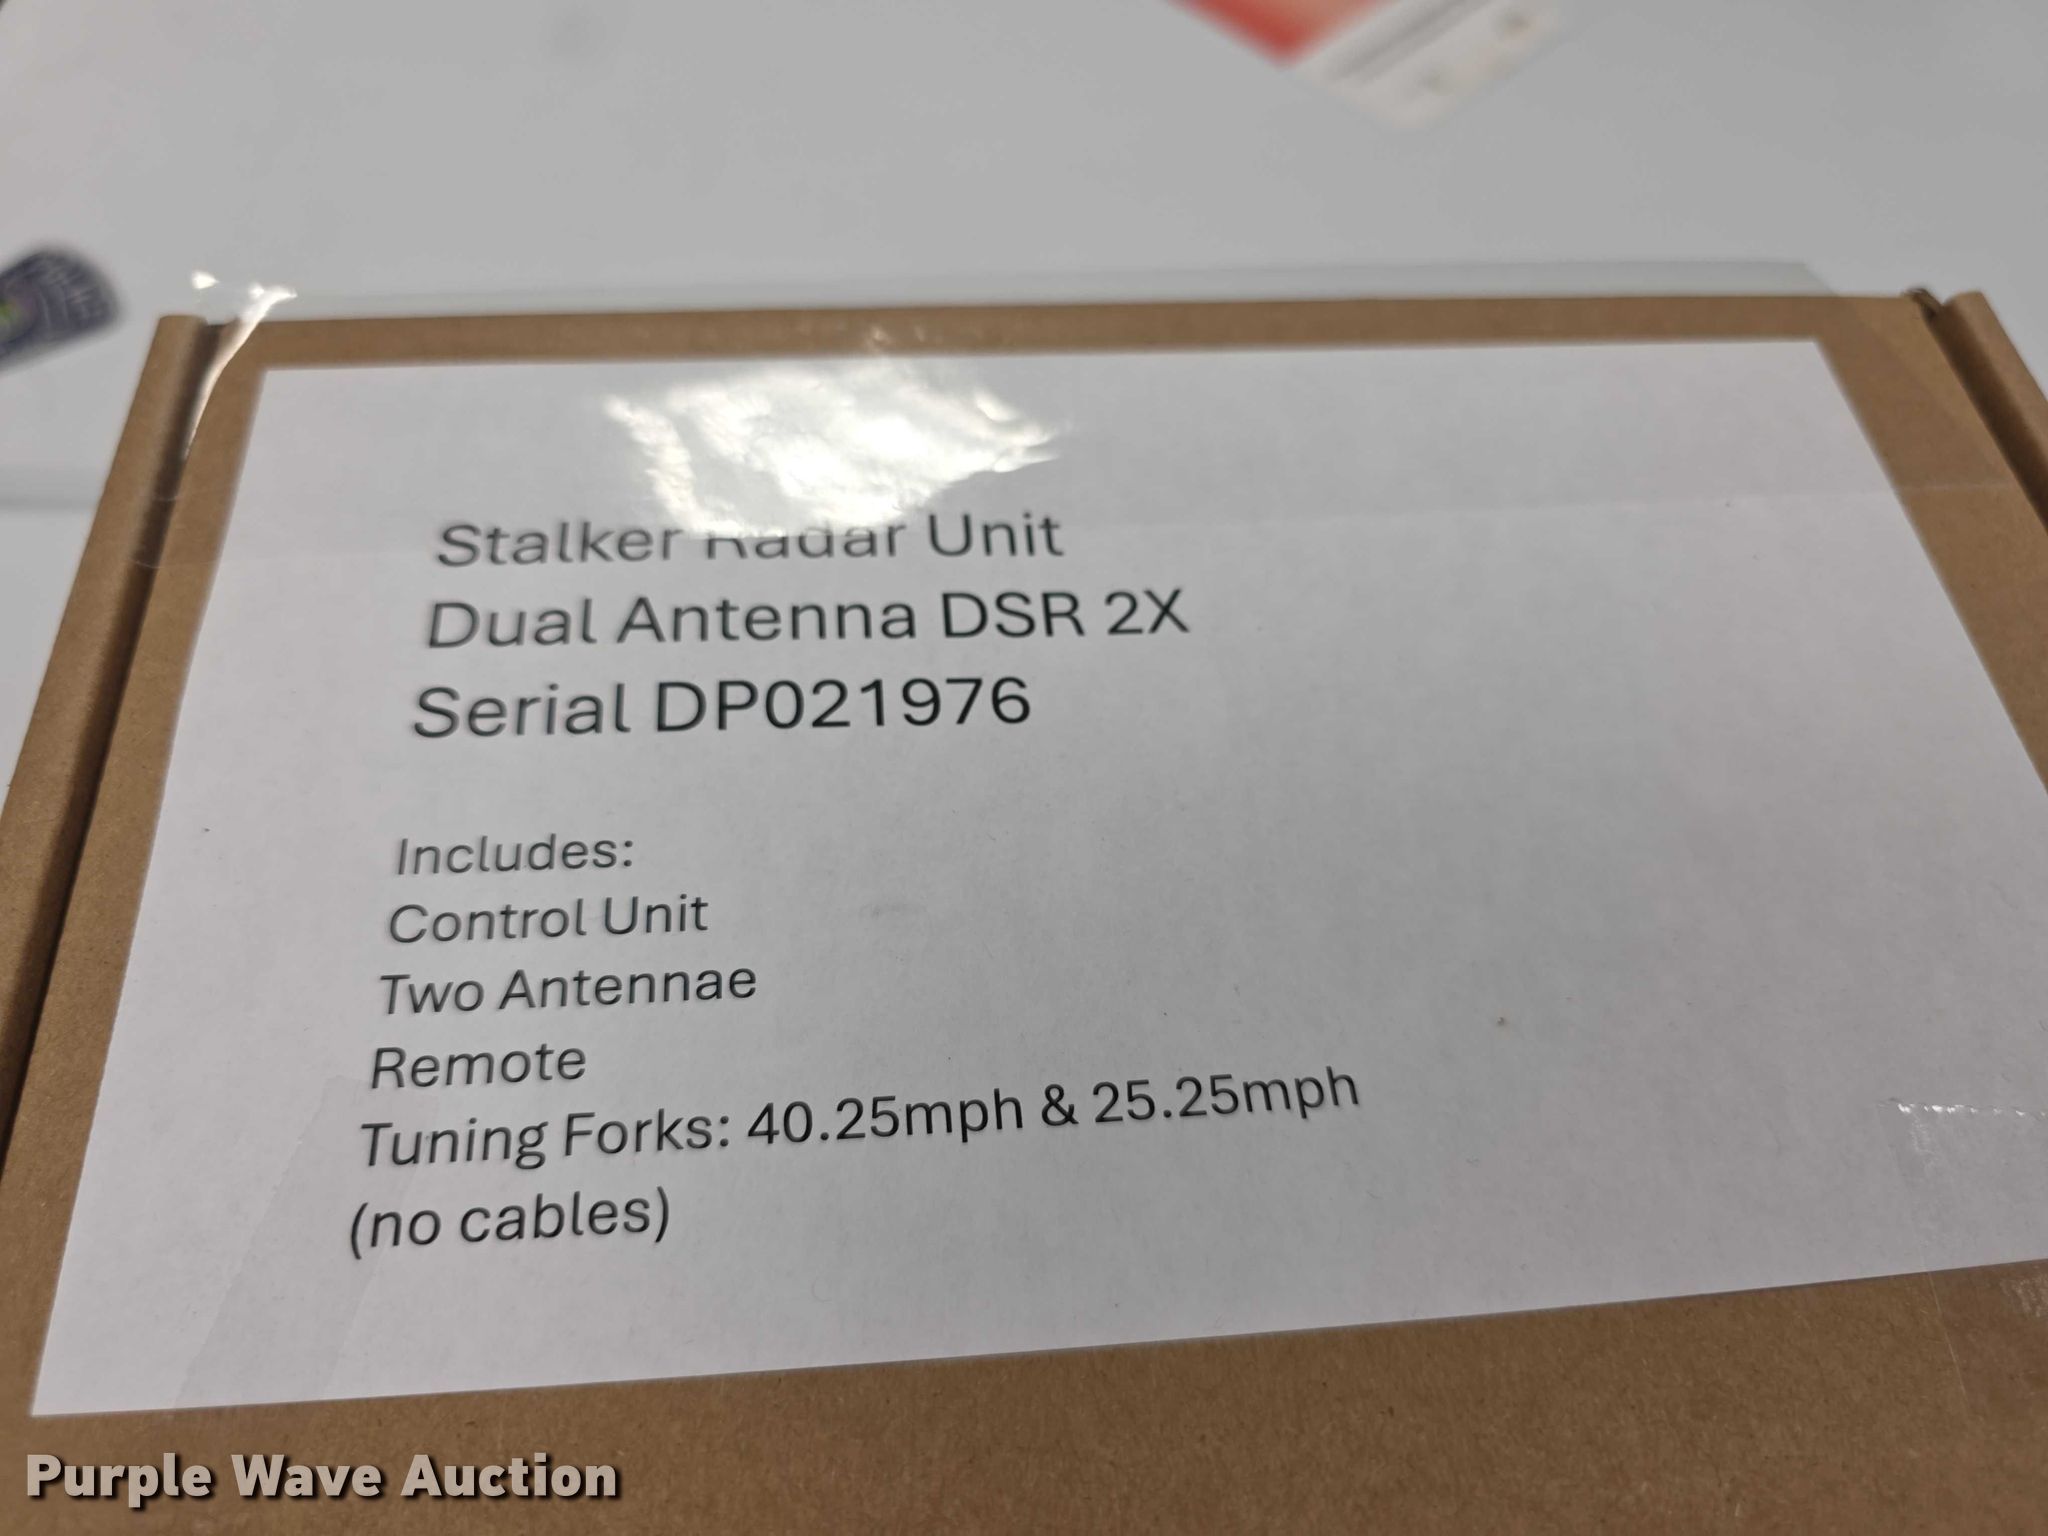 Stalker Radar Unit
Dual Antenna DSR 2X
Serial DP021976
Includes:
Control Unit
Two Antennae
Remote
Tuning Forks: 40.25mph & 25.25mph
(no cables)
Purple Wave Auction